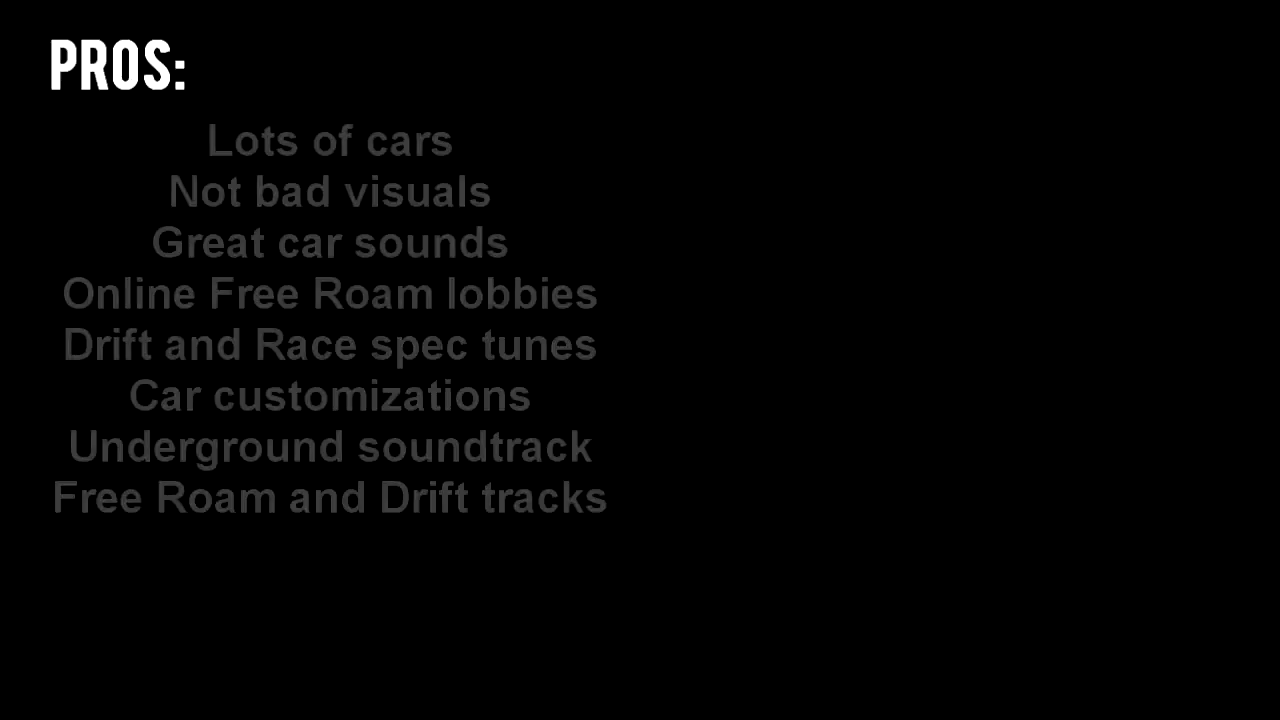 PROS:
Lots of cars
Not bad visuals
Great car sounds
Online Free Roam lobbies
Drift and Race spec tunes
Car customizations
Underground soundtrack
Free Roam and Drift tracks